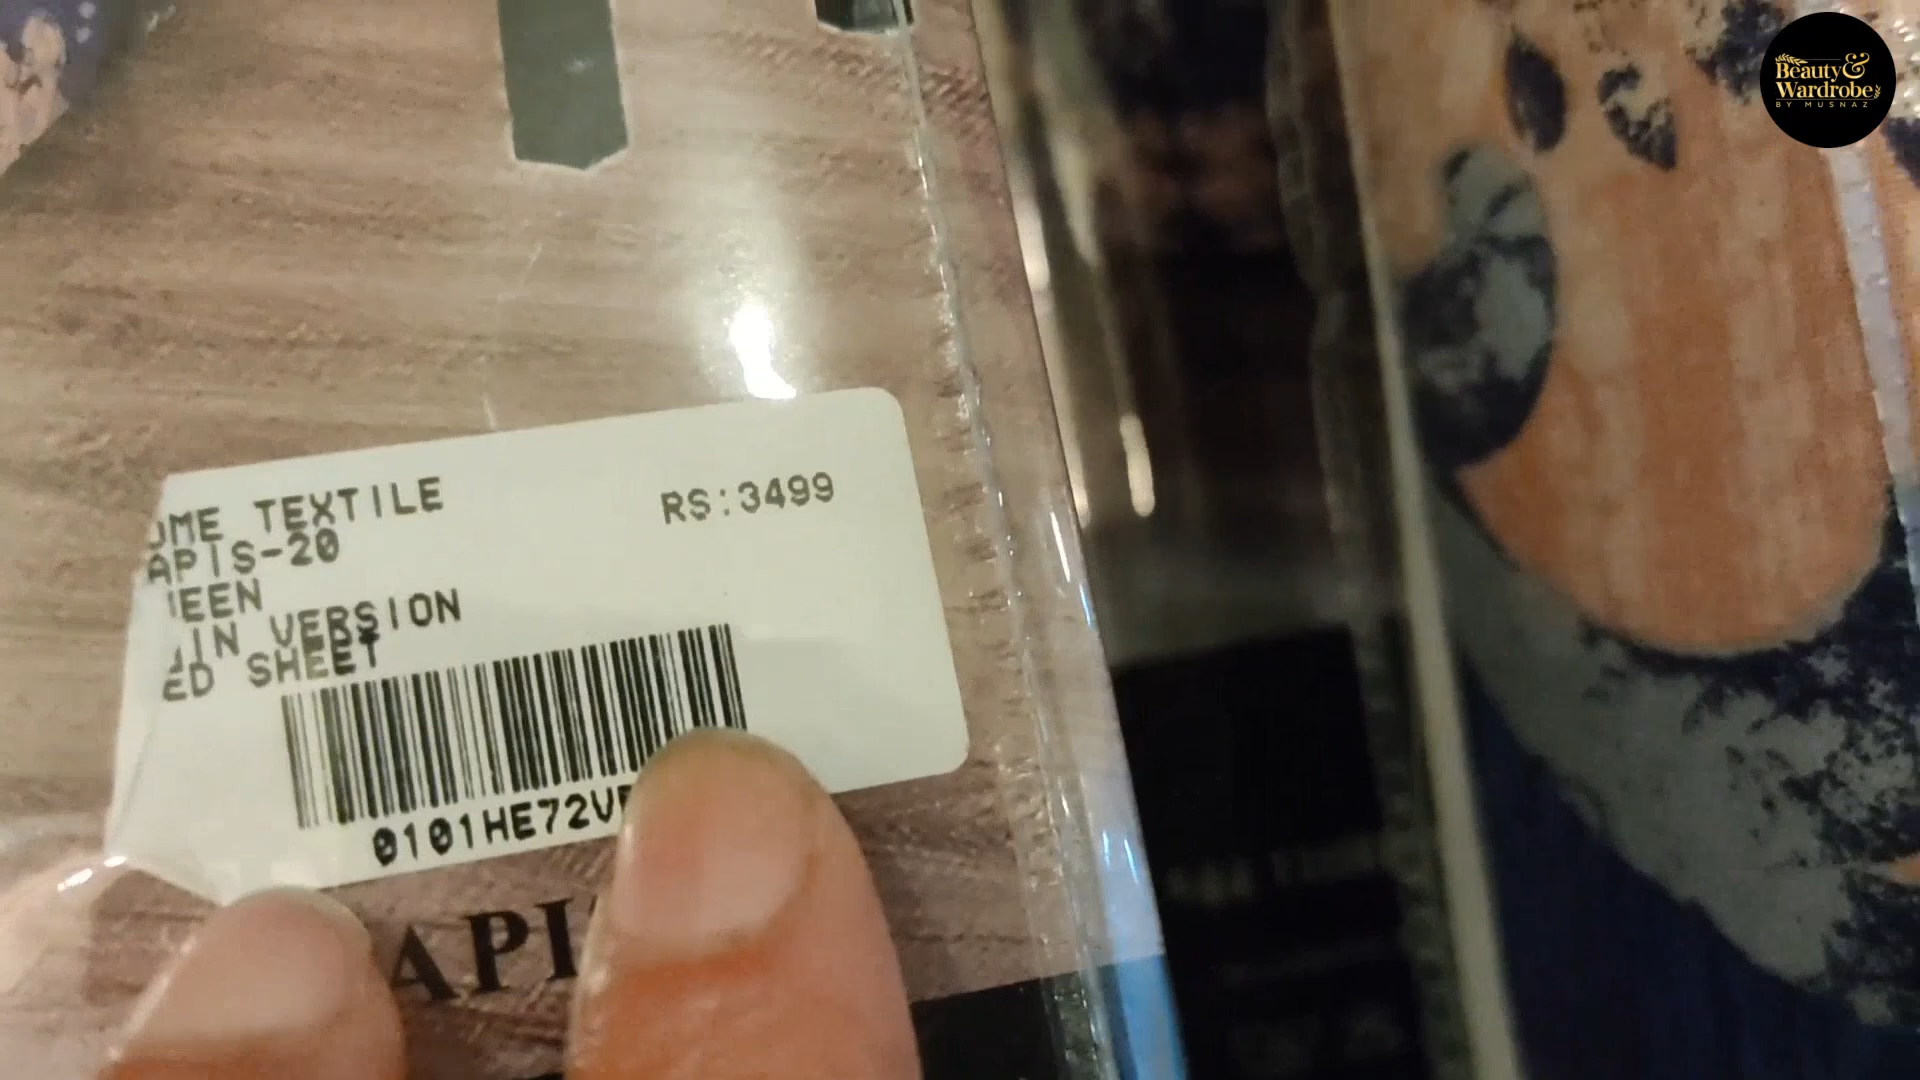 Beauty &
Wardrobe
BY MUSNAZ
OME TEXTILE RS:3499
APIS-20
EEN
IN VERSION
ED SHEET
0101HE72V
API